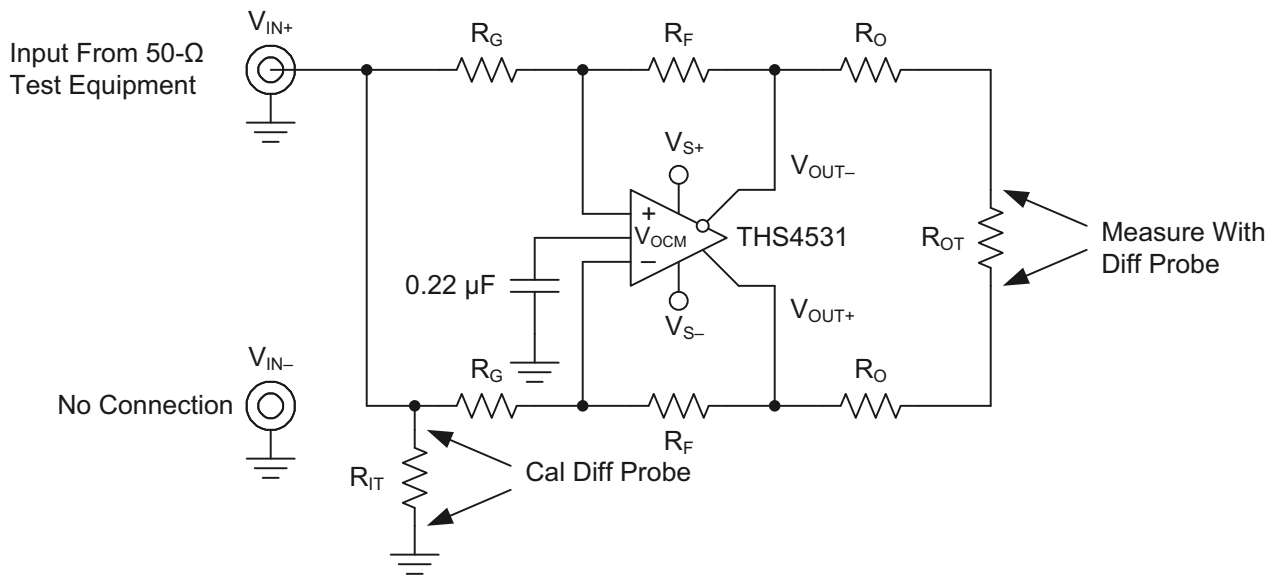 V_IN+
Input From 50-Ω
Test Equipment
R_G
R_F
R_O
V_S+
V_OUT–
+
V_OCM
–
THS4531
R_OT
Measure With
Diff Probe
0.22 µF
V_S–
V_OUT+
V_IN–
No Connection
R_G
R_F
R_O
R_IT
Cal Diff Probe